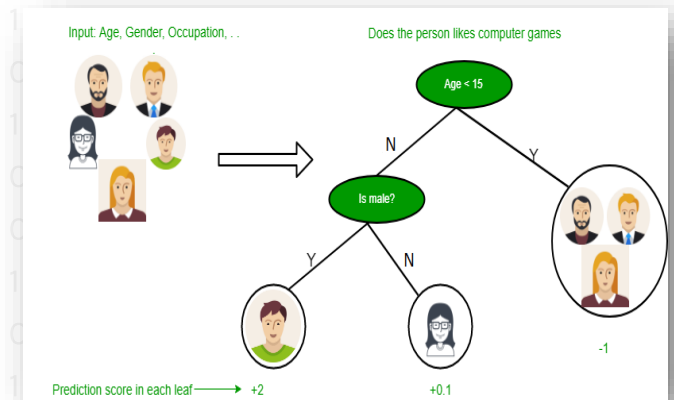 Input: Age, Gender, Occupation, . .
Does the person likes computer games
Age < 15
N
Y
Is male?
Y
N
-1
Prediction score in each leaf
+2
+0.1